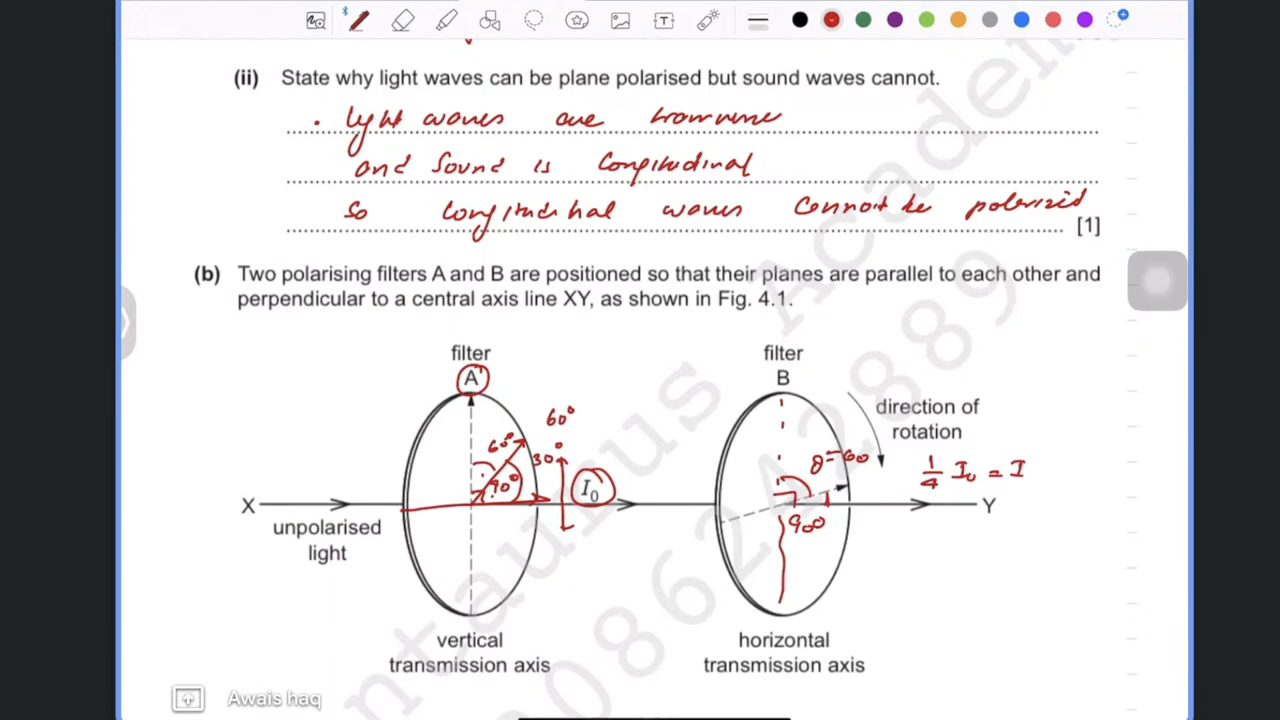 (ii) State why light waves can be plane polarised but sound waves cannot.
. light waves are transverse
and Sound is longitudinal
so longitudinal waves cannot be polarized
[1]
(b) Two polarising filters A and B are positioned so that their planes are parallel to each other and
perpendicular to a central axis line XY, as shown in Fig. 4.1.
filter
A
filter
B
direction of
rotation
60°
60°
30°
90°
I₀
θ = 60
1/4 I₀ = I
90°
X
unpolarised
light
Y
vertical
transmission axis
horizontal
transmission axis
Awais haq
ntaurus Academ
086242889